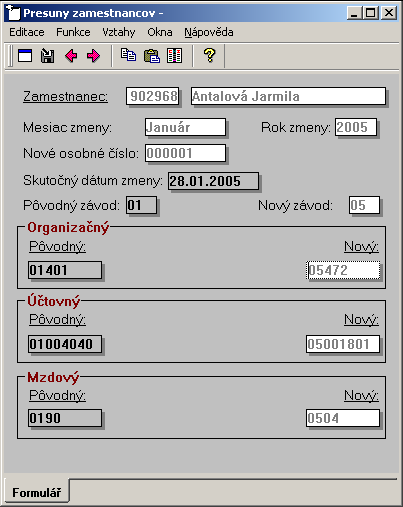 Presuny zamestnancov -
Editace Funkce Vztahy Okna Nápověda
Zamestnanec: 902968 Antalová Jarmila
Mesiac zmeny: Január Rok zmeny: 2005
Nové osobné číslo: 000001
Skutočný dátum zmeny: 28.01.2005
Pôvodný závod: 01 Nový závod: 05
Organizačný
Pôvodný: Nový:
01401 05472
Účtovný
Pôvodný: Nový:
01004040 05001801
Mzdový
Pôvodný: Nový:
0190 0504
Formulář